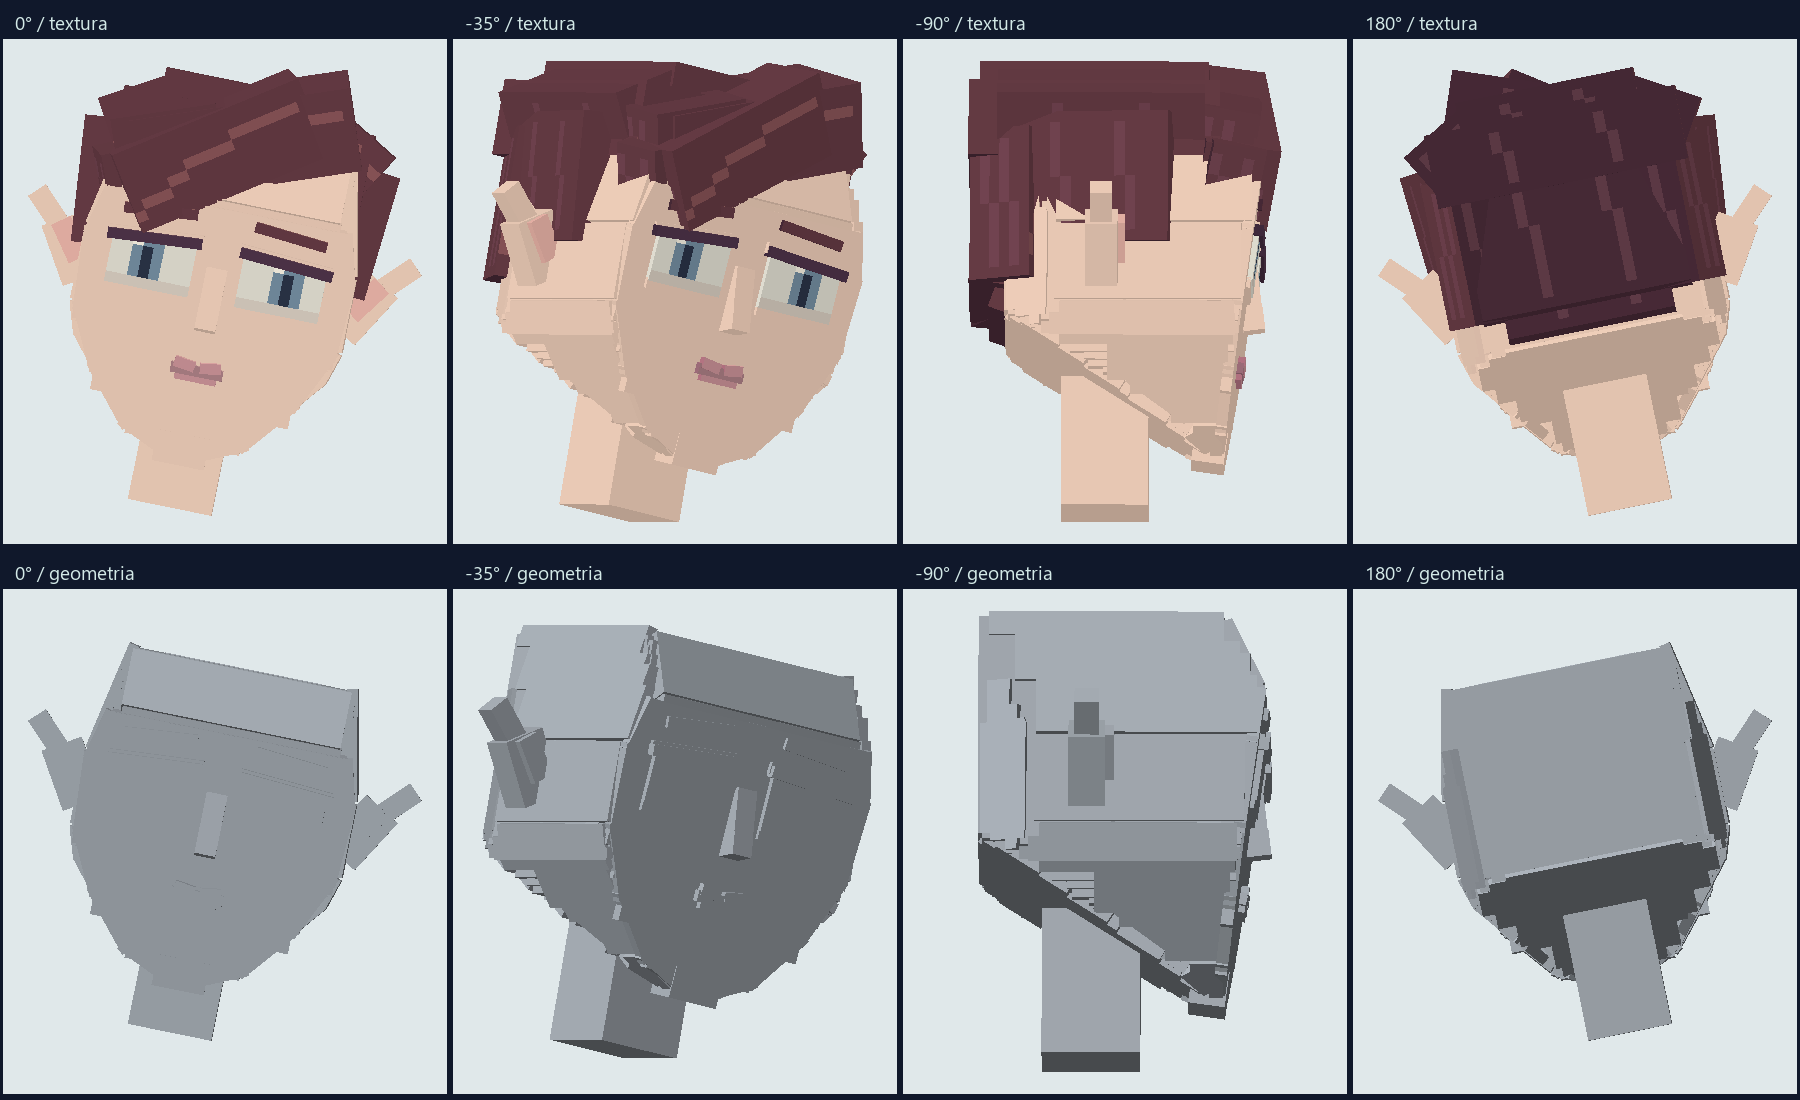 0° / textura
-35° / textura
-90° / textura
180° / textura
0° / geometria
-35° / geometria
-90° / geometria
180° / geometria